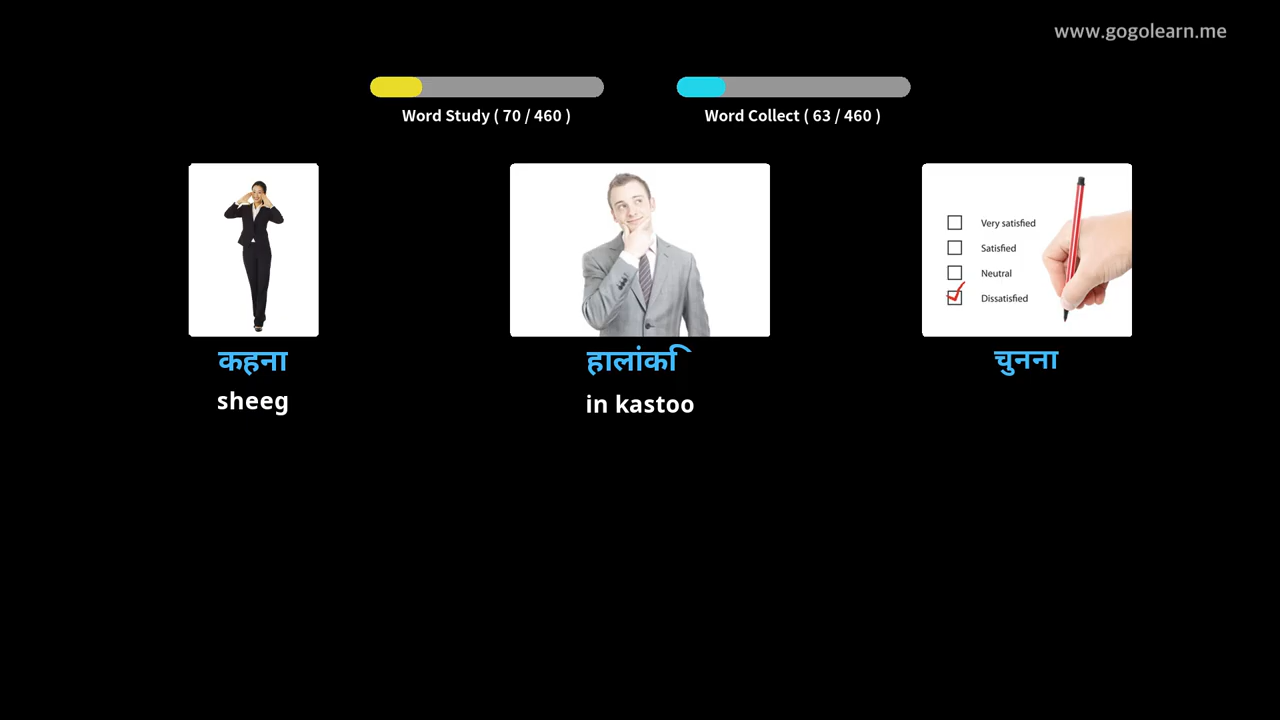 www.gogolearn.me
Word Study ( 70 / 460 )
Word Collect ( 63 / 460 )
Very satisfied
Satisfied
Neutral
Dissatisfied
कहना
हालांकि
चुनना
sheeg
in kastoo